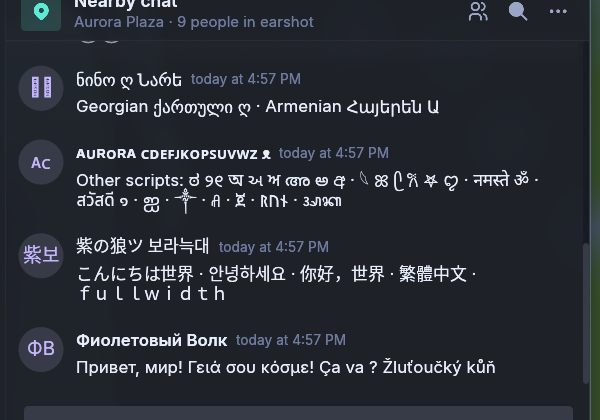 Nearby chat
Aurora Plaza · 9 people in earshot
ნინო ღ Նարե today at 4:57 PM
Georgian ქართული ღ · Armenian Հայերեն Ա
Ac
ᴀᴜʀᴏʀᴀ ᴄᴅᴇꜰᴊᴋᴏᴘꜱᴜᴠᴡᴢ ᴥ today at 4:57 PM
Other scripts:
नमस्ते ॐ ·
สวัสดี
紫보
紫の狼ツ 보라늑대 today at 4:57 PM
こんにちは世界 · 안녕하세요 · 你好，世界 · 繁體中文 ·
ｆｕｌｌｗｉｄｔｈ
ФВ
Фиолетовый Волк today at 4:57 PM
Привет, мир! Γειά σου κόσμε! Ça va ? Žluťoučký kůň